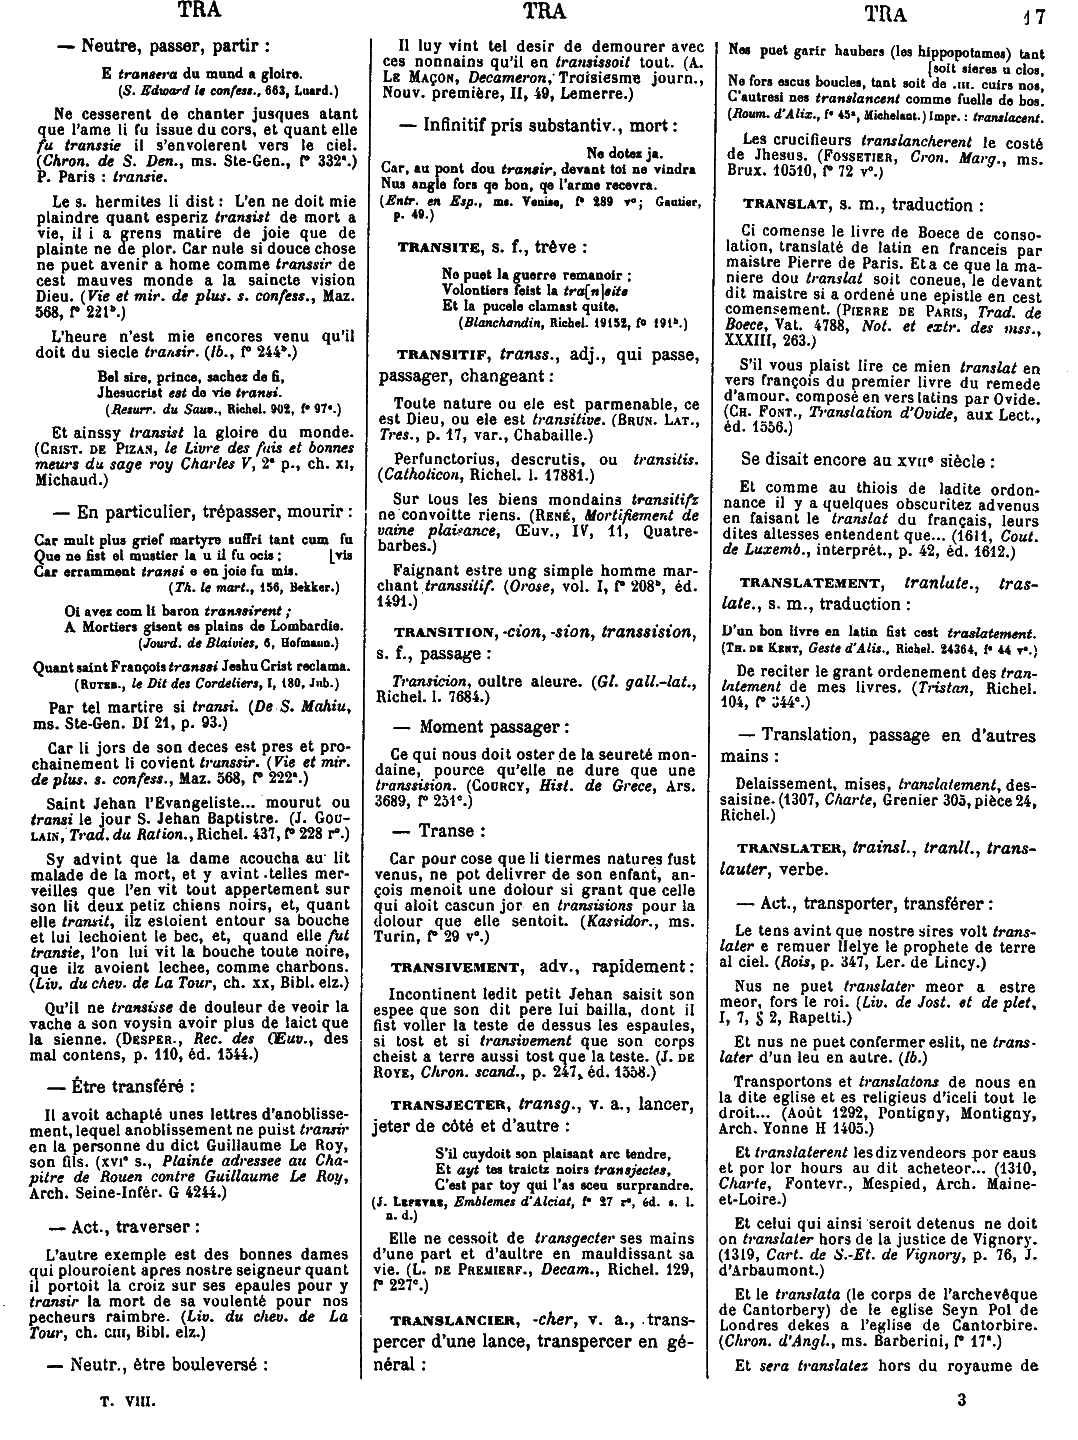 TRA
TRA
TRA
17
— Neutre, passer, partir :
E transera du mund a gloire.
(S. Edward le confess., 663, Luard.)
Ne cesserent de chanter jusques atant
que l'ame li fu issue du cors, et quant elle
fu transsie il s'envolerent vers le ciel.
(Chron. de S. Den., ms. Ste-Gen., f° 332ᵃ.)
P. Paris : transie.
Le s. hermites li dist : L'en ne doit mie
plaindre quant esperiz transist de mort a
vie, il i a grens matire de joie que de
plainte ne de plor. Car nule si douce chose
ne puet avenir a home comme transsir de
cest mauves monde a la saincte vision
Dieu. (Vie et mir. de plus. s. confess., Maz.
568, f° 221ᵇ.)
L'heure n'est mie encores venu qu'il
doit du siecle transir. (Ib., f° 244ᵇ.)
Bel sire, prince, sachez de fi,
Jhesucrist est de vie transi.
(Resurr. du Sauv., Richel. 902, f° 97ᵉ.)
Et ainssy transist la gloire du monde.
(CRIST. DE PIZAN, le Livre des fais et bonnes
meurs du sage roy Charles V, 2ᵉ p., ch. XI,
Michaud.)
— En particulier, trépasser, mourir :
Car mult plus grief martyre suffri tant cum fu
Que ne fist el mustier la u il fu ocis ; [vis
Car erramment transi e en joie fu mis.
(Th. le mart., 156, Bekker.)
Oi avez com li baron transsirent ;
A Mortiers gisent es plains de Lombardie.
(Jourd. de Blaivies, 6, Hofmann.)
Quant saint François transsi Jeshu Crist reclama.
(RUTEB., le Dit des Cordeliers, I, 180, Jub.)
Par tel martire si transi. (De S. Mahiu,
ms. Ste-Gen. DI 21, p. 93.)
Car li jors de son deces est pres et pro-
chainement li covient transsir. (Vie et mir.
de plus. s. confess., Maz. 568, f° 222ᵃ.)
Saint Jehan l'Evangeliste... mourut ou
transi le jour S. Jehan Baptistre. (J. GOU-
LAIN, Trad. du Ration., Richel. 437, f° 228 r°.)
Sy advint que la dame acoucha au lit
malade de la mort, et y avint telles mer-
veilles que l'en vit tout appertement sur
son lit deux petiz chiens noirs, et, quant
elle transit, ilz estoient entour sa bouche
et lui lechoient le bec, et, quand elle fut
transie, l'on lui vit la bouche toute noire,
que ilz avoient lechee, comme charbons.
(Liv. du chev. de La Tour, ch. XX, Bibl. elz.)
Qu'il ne transisse de douleur de veoir la
vache a son voysin avoir plus de laict que
la sienne. (DESPER., Rec. des Œuv., des
mal contens, p. 110, éd. 1544.)
— Être transféré :
Il avoit achapté unes lettres d'anoblisse-
ment, lequel anoblissement ne puist transir
en la personne du dict Guillaume Le Roy,
son fils. (XVIᵉ s., Plainte adressee au Cha-
pitre de Rouen contre Guillaume Le Roy,
Arch. Seine-Infér. G 4244.)
— Act., traverser :
L'autre exemple est des bonnes dames
qui plouroient apres nostre seigneur quant
il portoit la croiz sur ses epaules pour y
transir la mort de sa voulenté pour nos
pecheurs raimbre. (Liv. du chev. de La
Tour, ch. CIII, Bibl. elz.)
— Neutr., être bouleversé :
T. VIII.
Il luy vint tel desir de demourer avec
ces nonnains qu'il en transissoit tout. (A.
LE MAÇON, Decameron, Troisiesme journ.,
Nouv. première, II, 49, Lemerre.)
— Infinitif pris substantiv., mort :
Ne dotez ja.
Car, au pont dou transir, devant toi ne vindra
Nus angle fors qe bon, qe l'arme recevra.
(Entr. en Esp., ms. Venise, f° 289 v° ; Gautier,
p. 49.)
TRANSITE, s. f., trêve :
Ne puet la guerre remanoir ;
Volontiers feist la tra[n]site
Et la pucele clamast quite.
(Blanchandin, Richel. 19152, f° 191ᵇ.)
TRANSITIF, transs., adj., qui passe,
passager, changeant :
Toute nature ou ele est parmenable, ce
est Dieu, ou ele est transitive. (BRUN. LAT.,
Tres., p. 17, var., Chabaille.)
Perfunctorius, descrutis, ou transitis.
(Catholicon, Richel. l. 17881.)
Sur tous les biens mondains transitifz
ne convoitte riens. (RENÉ, Mortifiement de
vaine plaisance, Œuv., IV, 11, Quatre-
barbes.)
Faignant estre ung simple homme mar-
chant transsitif. (Orose, vol. I, f° 208ᵇ, éd.
1491.)
TRANSITION, -cion, -sion, transsision,
s. f., passage :
Transicion, oultre aleure. (Gl. gall.-lat.,
Richel. l. 7684.)
— Moment passager :
Ce qui nous doit oster de la seureté mon-
daine, pource qu'elle ne dure que une
transsision. (COURCY, Hist. de Grece, Ars.
3689, f° 251ᶜ.)
— Transe :
Car pour cose que li tiermes natures fust
venus, ne pot delivrer de son enfant, an-
çois menoit une dolour si grant que celle
qui aloit cascun jor en transisions pour la
dolour que elle sentoit. (Kassidor., ms.
Turin, f° 29 v°.)
TRANSIVEMENT, adv., rapidement :
Incontinent ledit petit Jehan saisit son
espee que son dit pere lui bailla, dont il
fist voller la teste de dessus les espaules,
si tost et si transivement que son corps
cheist a terre aussi tost que la teste. (J. DE
ROYE, Chron. scand., p. 247, éd. 1558.)
TRANSJECTER, transg., v. a., lancer,
jeter de côté et d'autre :
S'il cuydoit son plaisant arc tendre,
Et ayt tes traictz noirs transjectes,
C'est par toy qui l'as sceu surprandre.
(J. LEFEVRE, Emblemes d'Alciat, f° 27 r°, éd. s. l.
n. d.)
Elle ne cessoit de transgecter ses mains
d'une part et d'aultre en mauldissant sa
vie. (L. DE PREMIERF., Decam., Richel. 129,
f° 227ᶜ.)
TRANSLANCIER, -cher, v. a., trans-
percer d'une lance, transpercer en gé-
néral :
Nes puet garir haubers (les hippopotames) tant
[soit sieres u clos,
Ne fors escus boucles, tant soit de .III. cuirs nos,
C'autresi nes translancent comme fuelle de bos.
(Roum. d'Alix., f° 45ᵃ, Michelant.) Impr. : translacent.
Les crucifieurs translancherent le costé
de Jhesus. (FOSSETIER, Cron. Marg., ms.
Brux. 10510, f° 72 v°.)
TRANSLAT, s. m., traduction :
Ci comense le livre de Boece de conso-
lation, translaté de latin en franceis par
maistre Pierre de Paris. Et a ce que la ma-
niere dou translat soit coneue, le devant
dit maistre si a ordené une epistle en cest
comensement. (PIERRE DE PARIS, Trad. de
Boece, Vat. 4788, Not. et extr. des mss.,
XXXIII, 263.)
S'il vous plaist lire ce mien translat en
vers françois du premier livre du remede
d'amour, composé en vers latins par Ovide.
(CH. FONT., Translation d'Ovide, aux Lect.,
éd. 1556.)
Se disait encore au XVIIᵉ siècle :
Et comme au thiois de ladite ordon-
nance il y a quelques obscuritez advenus
en faisant le translat du français, leurs
dites altesses entendent que... (1611, Cout.
de Luxemb., interprét., p. 42, éd. 1612.)
TRANSLATEMENT, tranlate., tras-
late., s. m., traduction :
D'un bon livre en latin fist cest traslatement.
(TH. DE KENT, Geste d'Alis., Richel. 24364, f° 44 v°.)
De reciter le grant ordenement des tran-
latement de mes livres. (Tristan, Richel.
104, f° 344ᶜ.)
— Translation, passage en d'autres
mains :
Delaissement, mises, translatement, des-
saisine. (1307, Charte, Grenier 305, pièce 24,
Richel.)
TRANSLATER, trainsl., tranll., trans-
lauter, verbe.
— Act., transporter, transférer :
Le tens avint que nostre sires volt trans-
later e remuer Helye le prophete de terre
al ciel. (Rois, p. 347, Ler. de Lincy.)
Nus ne puet translater meor a estre
meor, fors le roi. (Liv. de Jost. et de plet,
I, 7, § 2, Rapetti.)
Et nus ne puet confermer eslit, ne trans-
later d'un leu en autre. (Ib.)
Transportons et translatons de nous en
la dite eglise et es religieus d'iceli tout le
droit... (Août 1292, Pontigny, Montigny,
Arch. Yonne H 1405.)
Et translaterent les diz vendeors por eaus
et por lor hours au dit acheteor... (1310,
Charte, Fontevr., Mespied, Arch. Maine-
et-Loire.)
Et celui qui ainsi seroit detenus ne doit
on translater hors de la justice de Vignory.
(1319, Cart. de S.-Et. de Vignory, p. 76, J.
d'Arbaumont.)
Et le translata (le corps de l'archevêque
de Cantorbery) de le eglise Seyn Pol de
Londres dekes a l'eglise de Cantorbire.
(Chron. d'Angl., ms. Barberini, f° 17ᵃ.)
Et sera translatez hors du royaume de
3